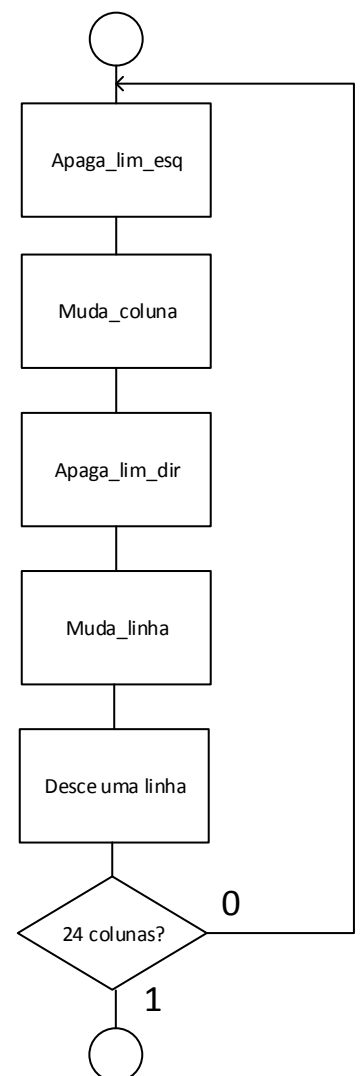 Apaga_lim_esq
Muda_coluna
Apaga_lim_dir
Muda_linha
Desce uma linha
24 colunas?
0
1